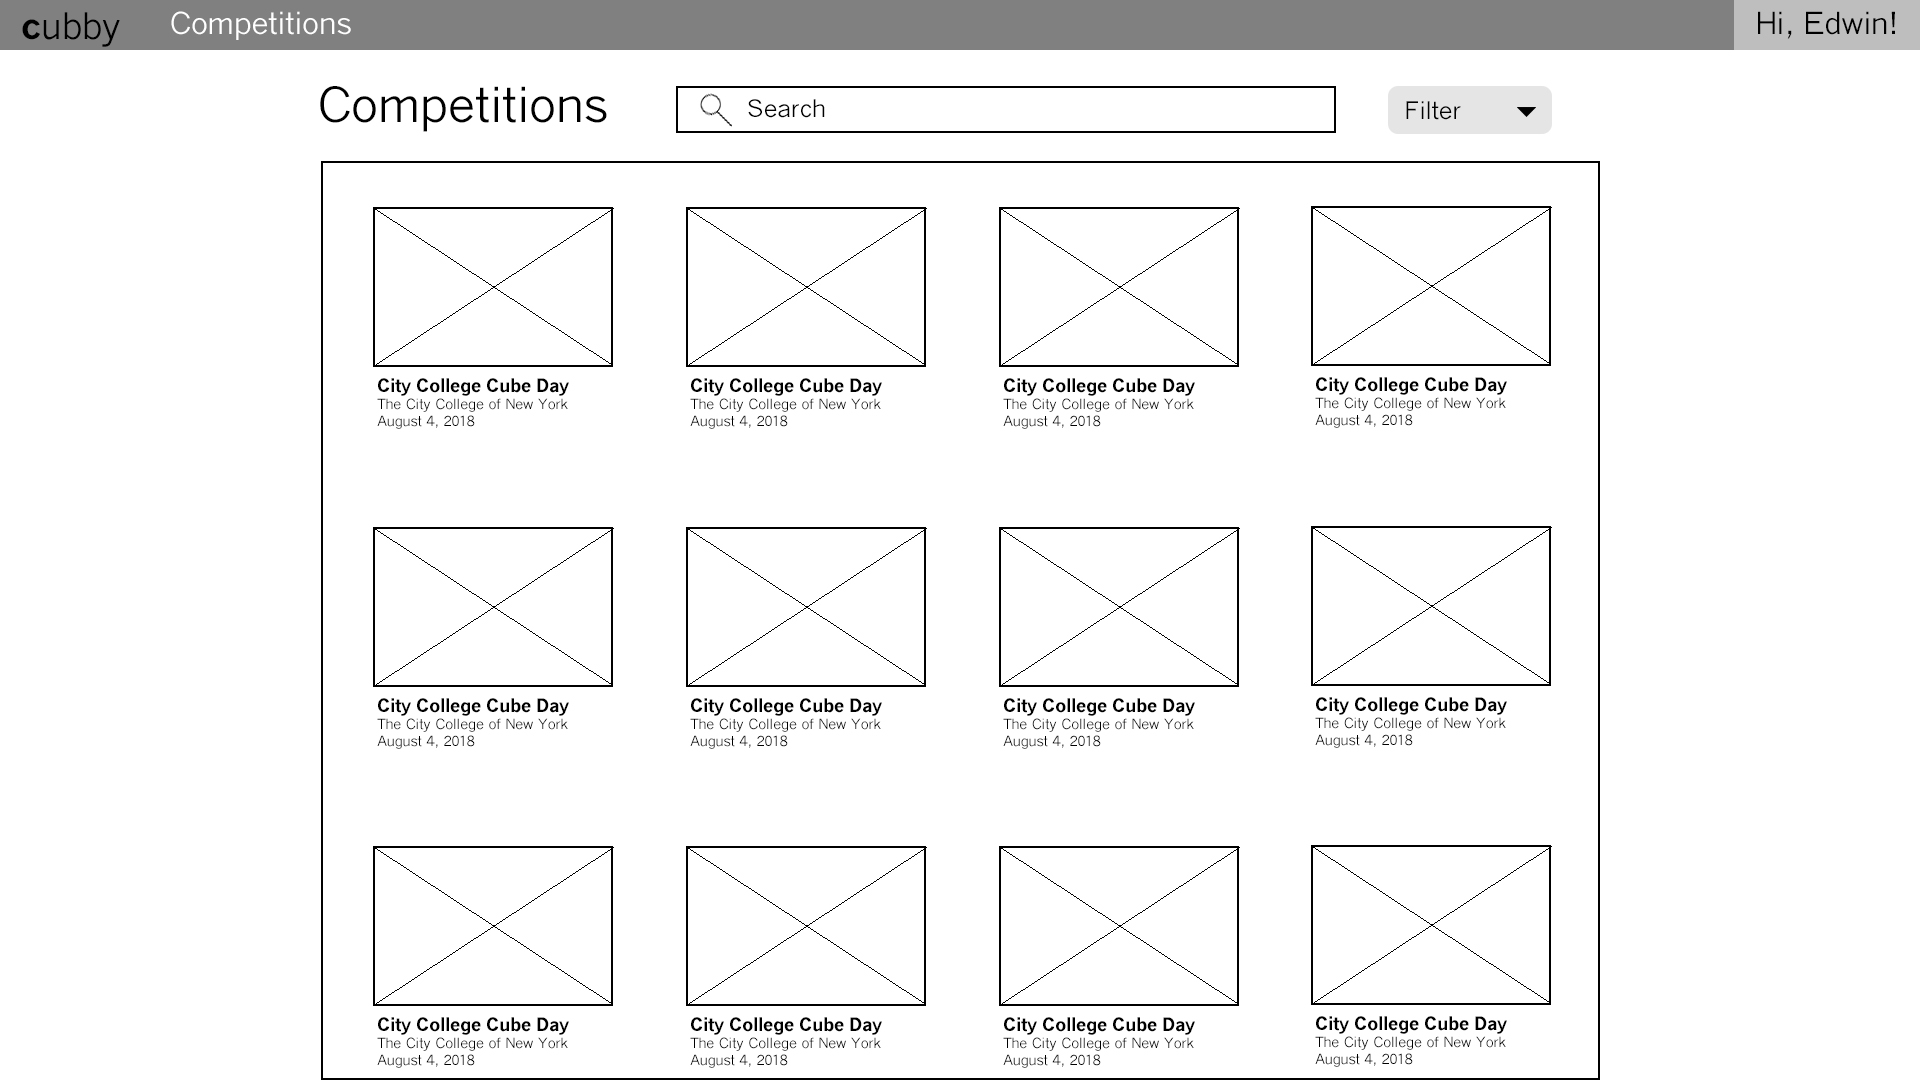 cubby Competitions Hi, Edwin!
Competitions Search Filter
City College Cube Day City College Cube Day City College Cube Day City College Cube Day
The City College of New York The City College of New York The City College of New York The City College of New York
August 4, 2018 August 4, 2018 August 4, 2018 August 4, 2018
City College Cube Day City College Cube Day City College Cube Day City College Cube Day
The City College of New York The City College of New York The City College of New York The City College of New York
August 4, 2018 August 4, 2018 August 4, 2018 August 4, 2018
City College Cube Day City College Cube Day City College Cube Day City College Cube Day
The City College of New York The City College of New York The City College of New York The City College of New York
August 4, 2018 August 4, 2018 August 4, 2018 August 4, 2018